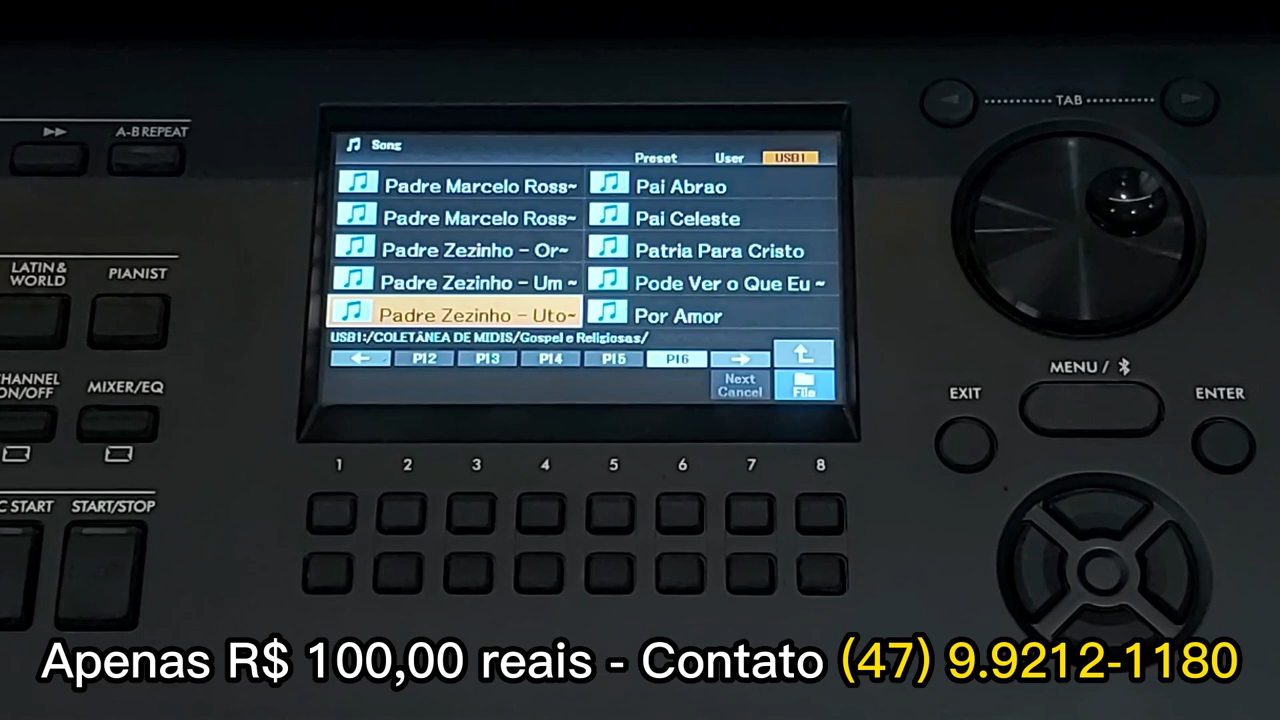 A-B REPEAT
TAB
Song
Preset User USB1
Padre Marcelo Ross~ Pai Abrao
Padre Marcelo Ross~ Pai Celeste
Padre Zezinho - Or~ Patria Para Cristo
Padre Zezinho - Um ~ Pode Ver o Que Eu ~
Padre Zezinho - Uto~ Por Amor
USB1:/COLETÂNEA DE MIDIS/Gospel e Religiosas/
P12 P13 P14 P15 P16
Next
Cancel
File
LATIN &
WORLD
PIANIST
CHANNEL
ON/OFF
MIXER/EQ
C START START/STOP
MENU /
EXIT
ENTER
1 2 3 4 5 6 7 8
Apenas R$ 100,00 reais - Contato (47) 9.9212-1180